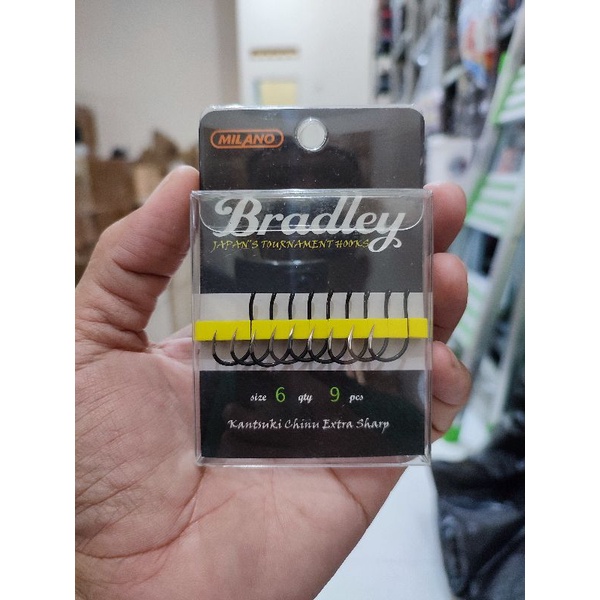 MILANO
Bradley
JAPAN'S TOURNAMENT HOOKS
size 6 qty 9 pcs
Kantsuki Chinu Extra Sharp